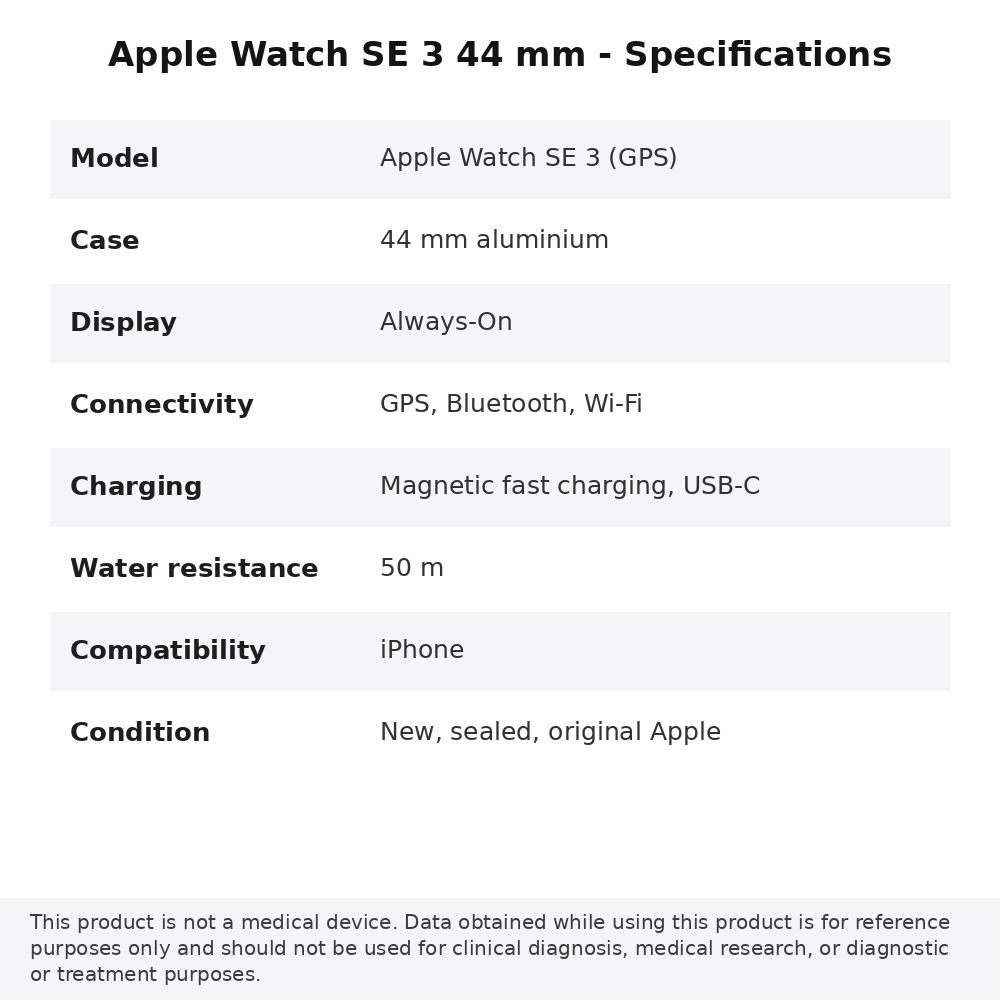 Apple Watch SE 3 44 mm - Specifications
Model Apple Watch SE 3 (GPS)
Case 44 mm aluminium
Display Always-On
Connectivity GPS, Bluetooth, Wi-Fi
Charging Magnetic fast charging, USB-C
Water resistance 50 m
Compatibility iPhone
Condition New, sealed, original Apple
This product is not a medical device. Data obtained while using this product is for reference
purposes only and should not be used for clinical diagnosis, medical research, or diagnostic
or treatment purposes.